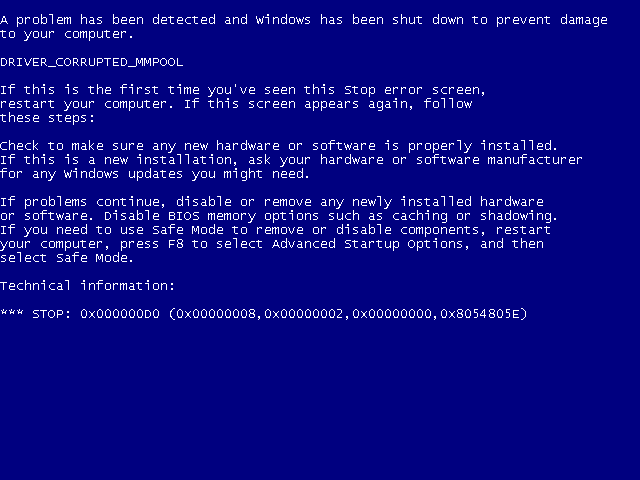 A problem has been detected and Windows has been shut down to prevent damage
to your computer.
DRIVER_CORRUPTED_MMPOOL
If this is the first time you've seen this Stop error screen,
restart your computer. If this screen appears again, follow
these steps:
Check to make sure any new hardware or software is properly installed.
If this is a new installation, ask your hardware or software manufacturer
for any Windows updates you might need.
If problems continue, disable or remove any newly installed hardware
or software. Disable BIOS memory options such as caching or shadowing.
If you need to use Safe Mode to remove or disable components, restart
your computer, press F8 to select Advanced Startup Options, and then
select Safe Mode.
Technical information:
*** STOP: 0x000000D0 (0x00000008,0x00000002,0x00000000,0x8054805E)